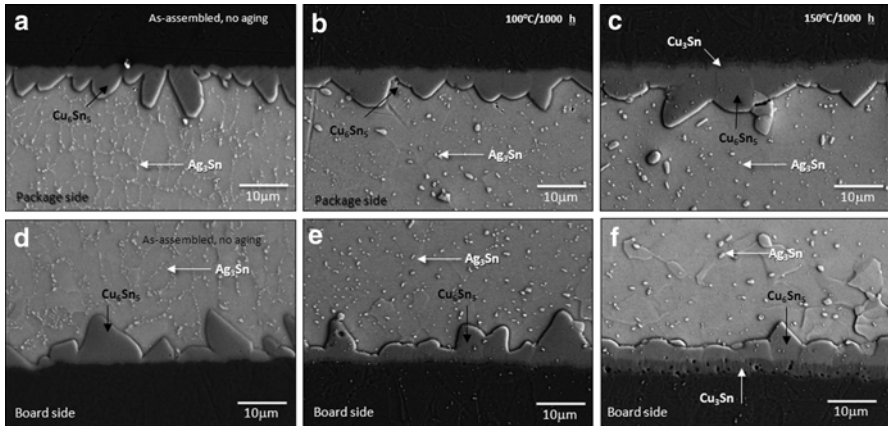 a
As-assembled, no aging
Cu₆Sn₅
Ag₃Sn
Package side
10μm
b
100℃/1000 h
Cu₆Sn₅
Ag₃Sn
Package side
10μm
c
150℃/1000 h
Cu₃Sn
Cu₆Sn₅
Ag₃Sn
10μm
d
As-assembled, no aging
Ag₃Sn
Cu₆Sn₅
Board side
10μm
e
Ag₃Sn
Cu₆Sn₅
Board side
10μm
f
Ag₃Sn
Cu₆Sn₅
Cu₃Sn
Board side
10μm